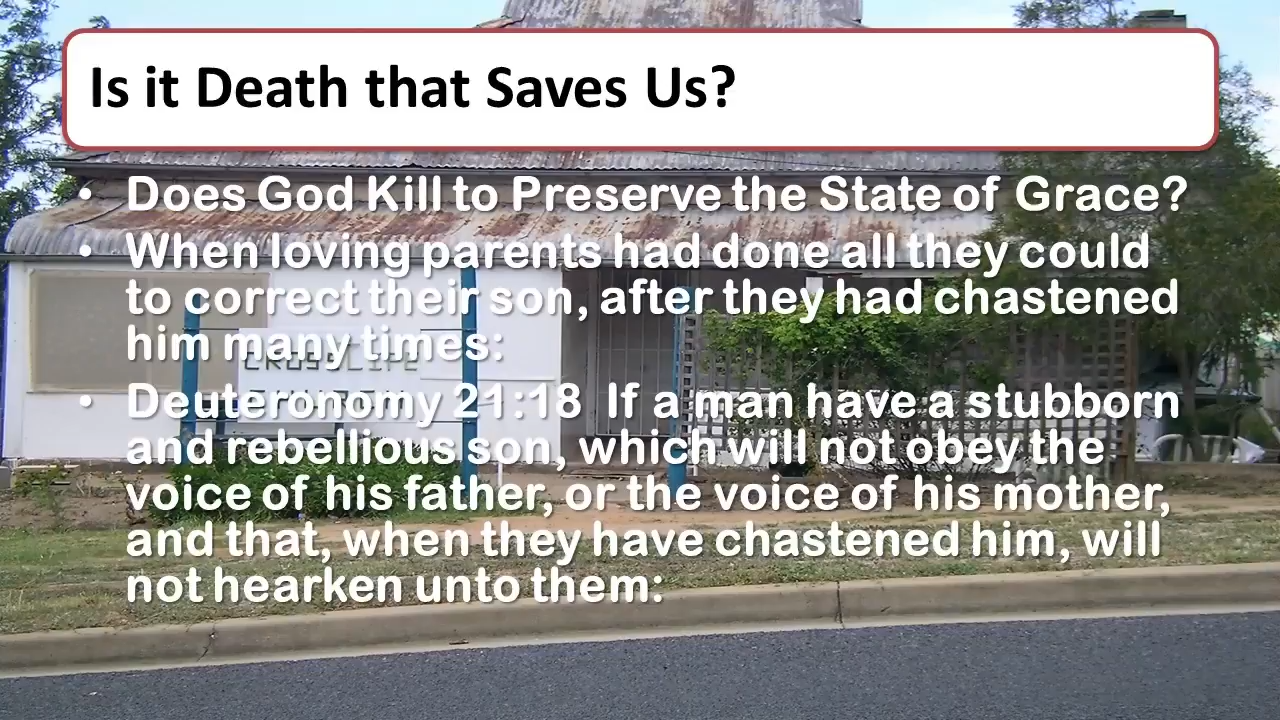 Is it Death that Saves Us?
• Does God Kill to Preserve the State of Grace?
• When loving parents had done all they could
to correct their son, after they had chastened
him many times:
• Deuteronomy 21:18 If a man have a stubborn
and rebellious son, which will not obey the
voice of his father, or the voice of his mother,
and that, when they have chastened him, will
not hearken unto them:
CROSSLIFE